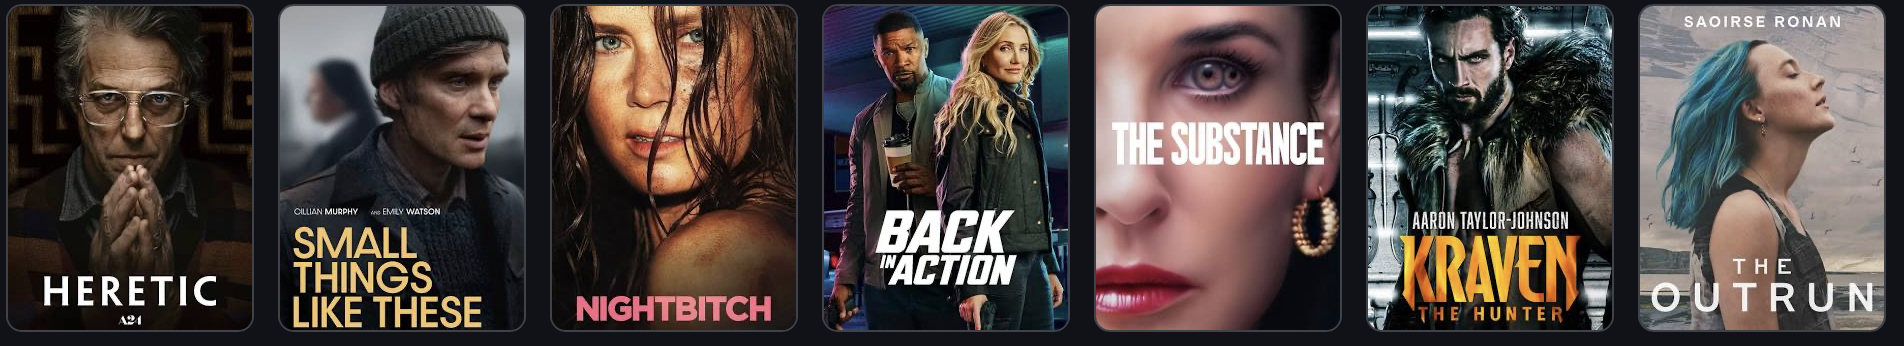 HERETIC
A24
CILLIAN MURPHY AND EMILY WATSON
SMALL
THINGS
LIKE THESE
NIGHTBITCH
BACK
IN ACTION
THE SUBSTANCE
AARON TAYLOR-JOHNSON
KRAVEN
THE HUNTER
SAOIRSE RONAN
THE
OUTRUN